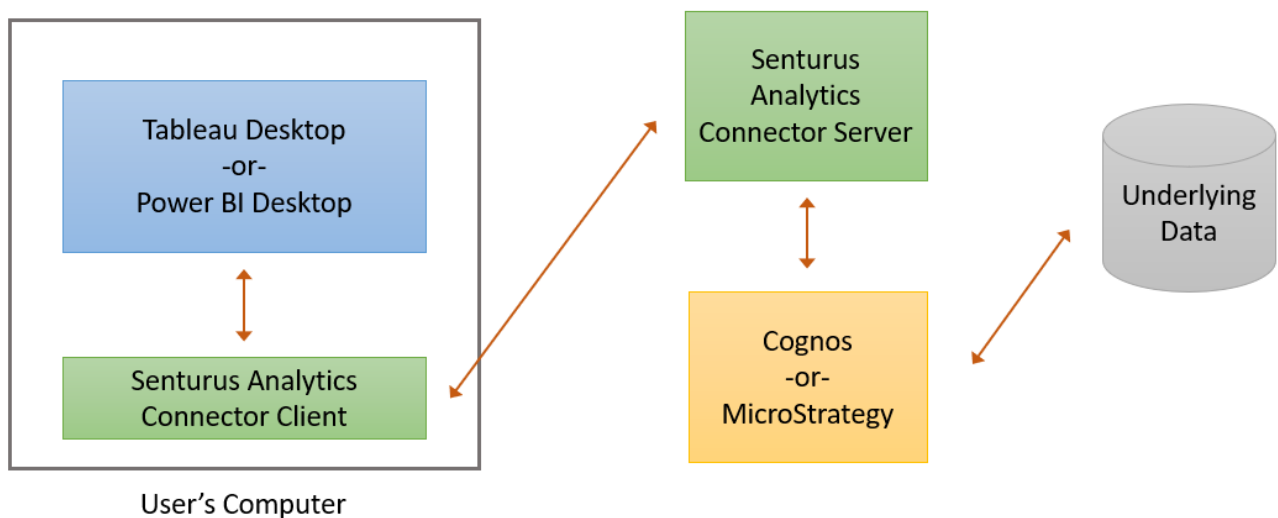 Tableau Desktop
-or-
Power BI Desktop
Senturus Analytics
Connector Client
User's Computer
Senturus
Analytics
Connector Server
Cognos
-or-
MicroStrategy
Underlying
Data